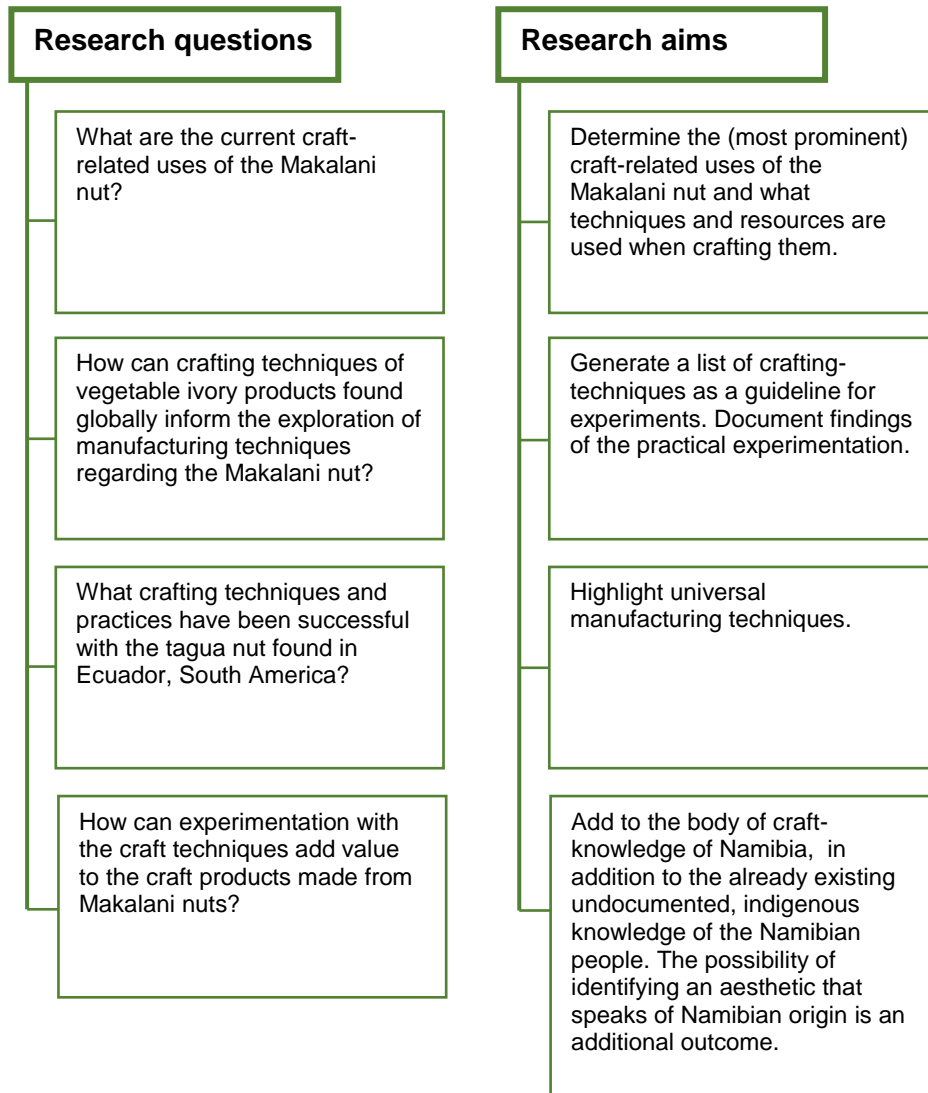 Research questions
What are the current craft-
related uses of the Makalani
nut?
How can crafting techniques of
vegetable ivory products found
globally inform the exploration of
manufacturing techniques
regarding the Makalani nut?
What crafting techniques and
practices have been successful
with the tagua nut found in
Ecuador, South America?
How can experimentation with
the craft techniques add value
to the craft products made from
Makalani nuts?
Research aims
Determine the (most prominent)
craft-related uses of the
Makalani nut and what
techniques and resources are
used when crafting them.
Generate a list of crafting-
techniques as a guideline for
experiments. Document findings
of the practical experimentation.
Highlight universal
manufacturing techniques.
Add to the body of craft-
knowledge of Namibia,  in
addition to the already existing
undocumented, indigenous
knowledge of the Namibian
people. The possibility of
identifying an aesthetic that
speaks of Namibian origin is an
additional outcome.